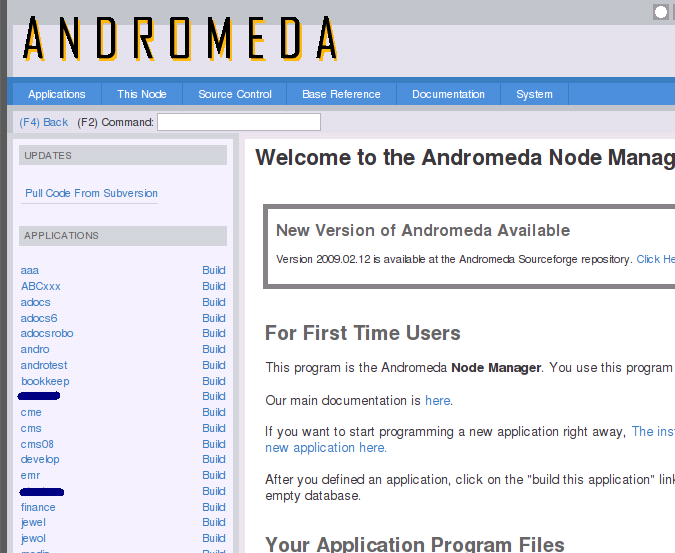 ANDROMEDA
Applications This Node Source Control Base Reference Documentation System
(F4) Back (F2) Command:
UPDATES
Pull Code From Subversion
APPLICATIONS
aaa Build
ABCxxx Build
adocs Build
adocs6 Build
adocsrobo Build
andro Build
androtest Build
bookkeep Build
Build
cme Build
cms Build
cms08 Build
develop Build
emr Build
Build
finance Build
jewel Build
jewol Build
Welcome to the Andromeda Node Manag
New Version of Andromeda Available
Version 2009.02.12 is available at the Andromeda Sourceforge repository. Click He
For First Time Users
This program is the Andromeda Node Manager. You use this program
Our main documentation is here.
If you want to start programming a new application right away, The ins
new application here.
After you defined an application, click on the "build this application" link
empty database.
Your Application Program Files